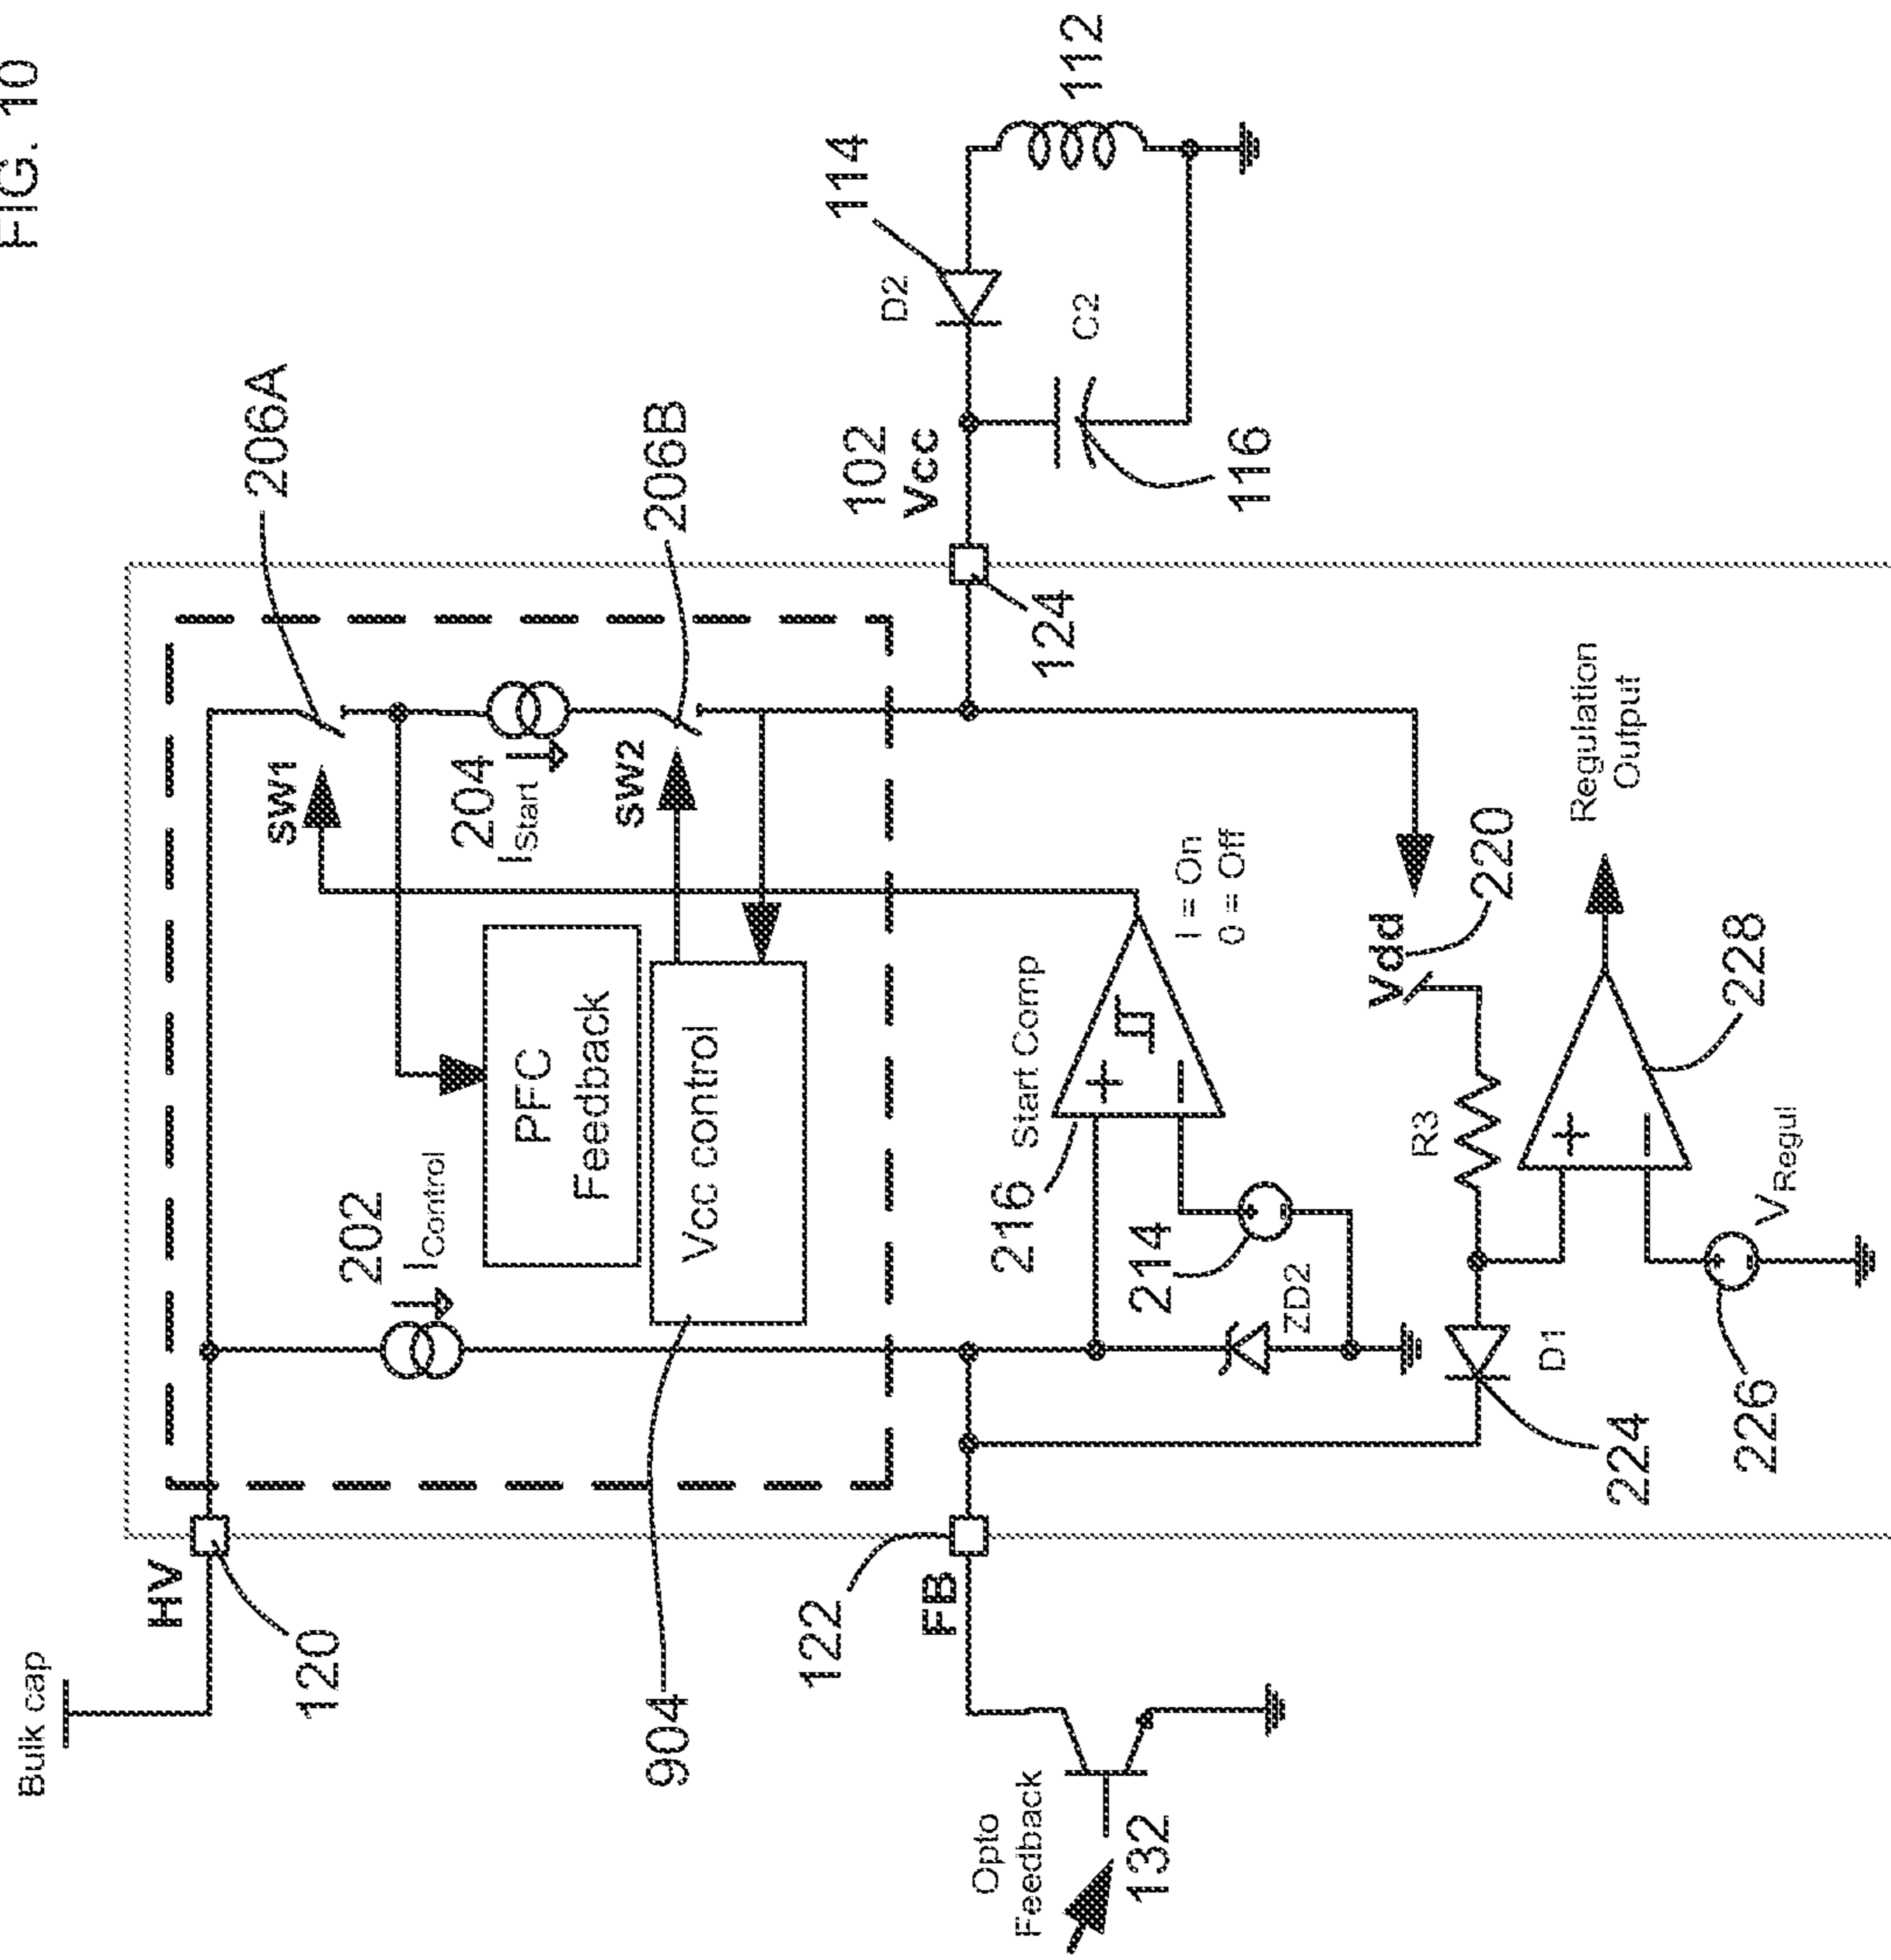 FIG. 10
Bulk cap
HV
120
202
IControl
PFC
Feedback
Vcc control
904
SW1
206A
204
IStart
SW2
206B
102
Vcc
124
114
D2
C2
116
112
122
FB
Opto
Feedback
132
216
Start Comp
+
−
I = On
0 = Off
214
ZD2
Vdd
220
R3
D1
224
+
−
228
Regulation
Output
226
VRegul